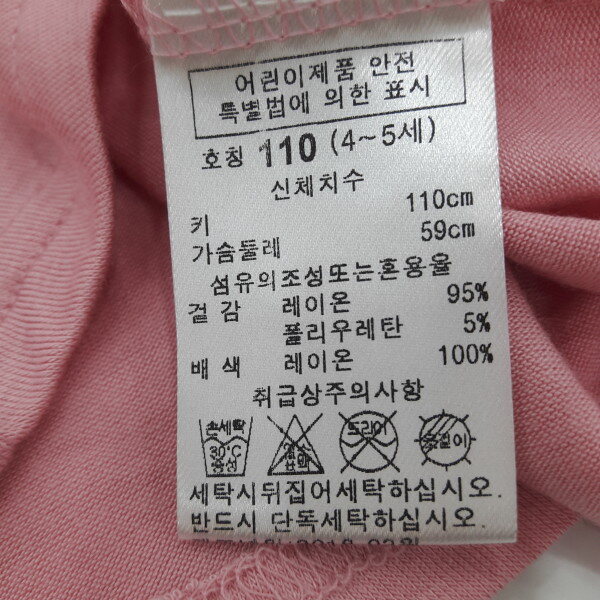 어린이제품 안전
특별법에 의한 표시
호칭 110 (4~5세)
신체치수
키 110cm
가슴둘레 59cm
섬유의조성또는혼용율
겉 감 레이온 95%
폴리우레탄 5%
배 색 레이온 100%
취급상주의사항
손세탁 30℃ 중성
염소 표백 드라이
세탁시뒤집어세탁하십시오.
반드시 단독세탁하십시오.